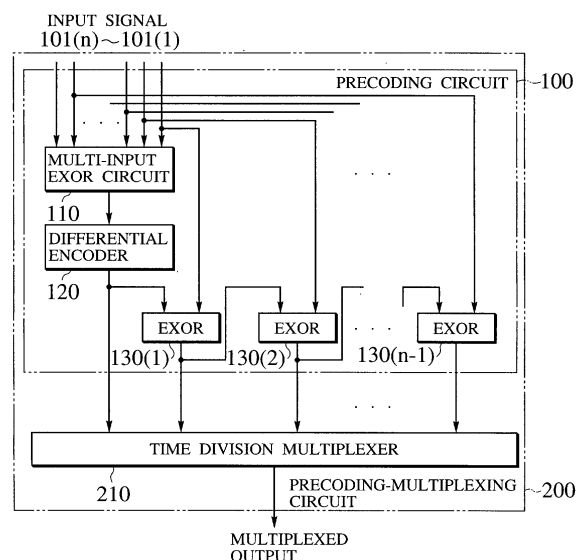 INPUT SIGNAL
101(n)～101(1)
PRECODING CIRCUIT
100
. . .
MULTI-INPUT
EXOR CIRCUIT
. . .
110
DIFFERENTIAL
ENCODER
120
EXOR
EXOR
. . .
EXOR
130(1)
130(2)
. . .
130(n-1)
. . .
TIME DIVISION MULTIPLEXER
210
PRECODING-MULTIPLEXING
CIRCUIT
200
MULTIPLEXED
OUTPUT